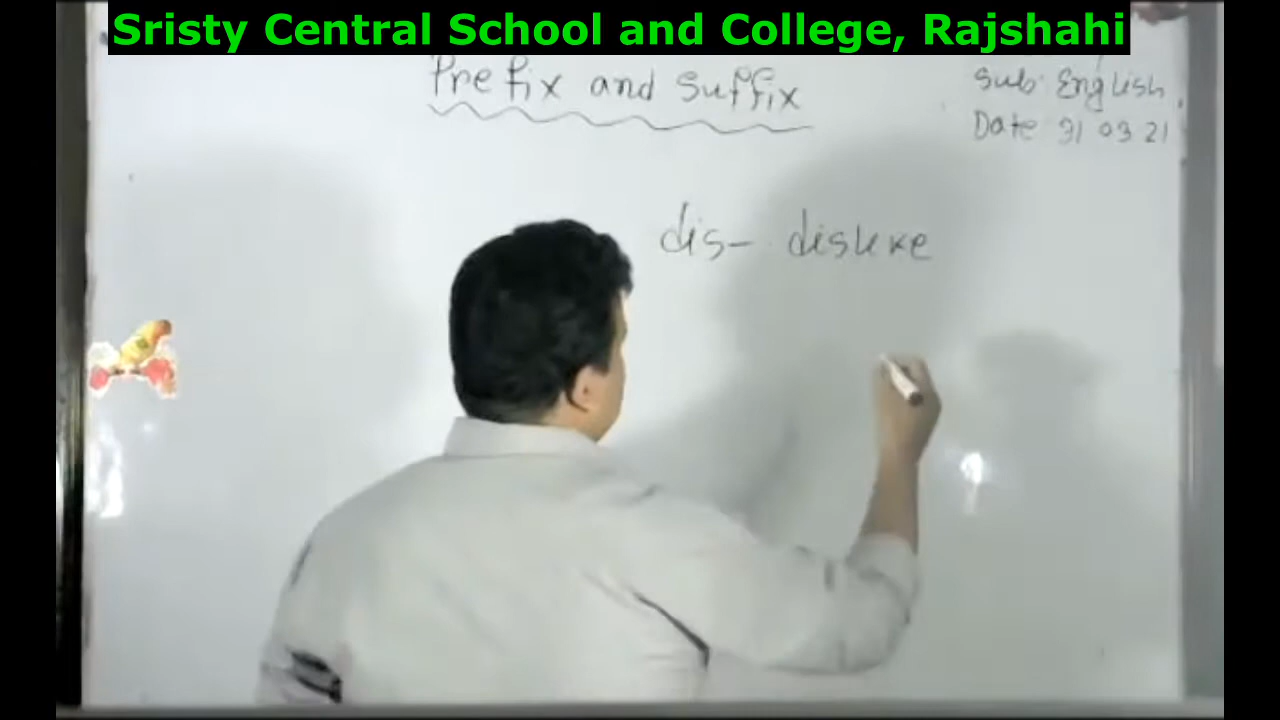 Sristy Central School and College, Rajshahi
Prefix and Suffix
Sub: English
Date 31 03 21
dis- dislike